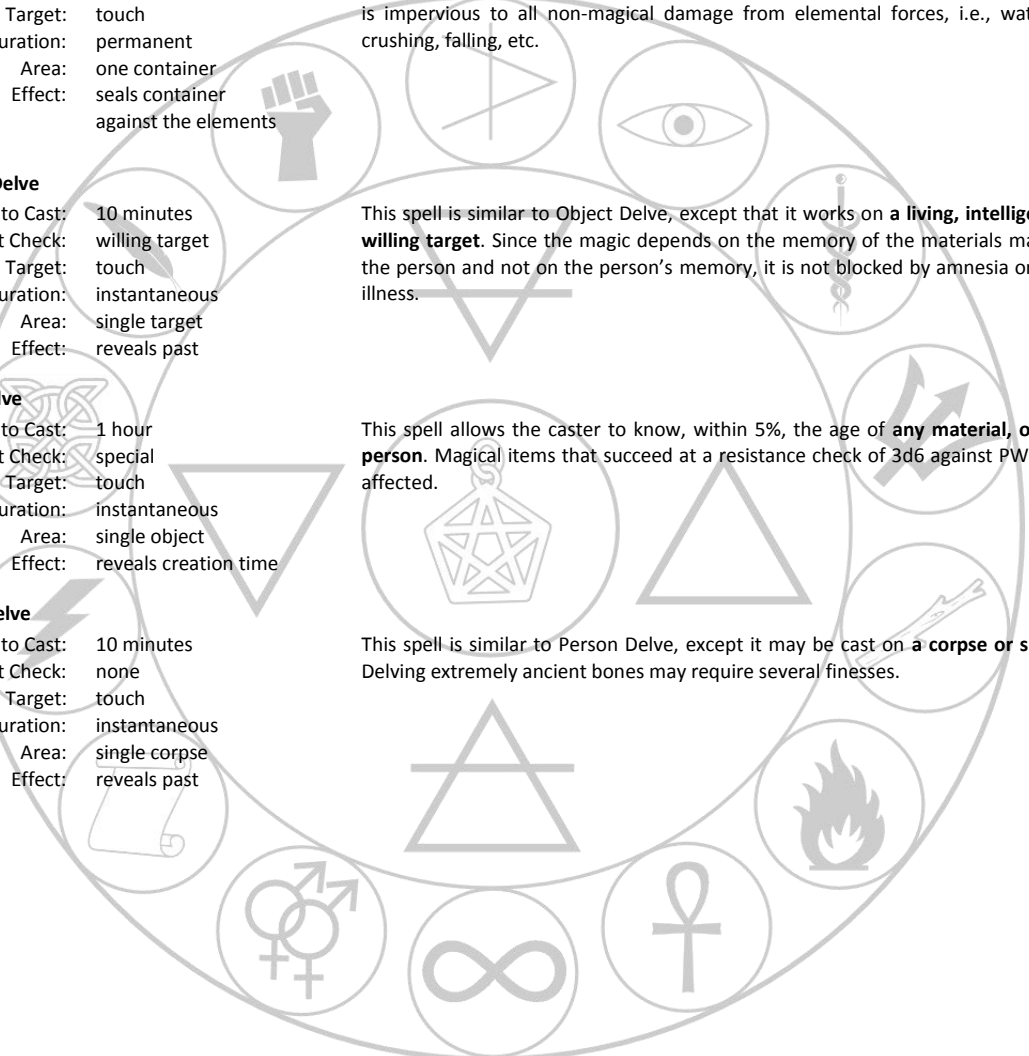 Target: touch
uration: permanent
Area: one container
Effect: seals container
against the elements
is impervious to all non-magical damage from elemental forces, i.e., wat
crushing, falling, etc.
Delve
to Cast: 10 minutes
t Check: willing target
Target: touch
uration: instantaneous
Area: single target
Effect: reveals past
This spell is similar to Object Delve, except that it works on a living, intellige
willing target. Since the magic depends on the memory of the materials ma
the person and not on the person's memory, it is not blocked by amnesia or
illness.
lve
to Cast: 1 hour
t Check: special
Target: touch
uration: instantaneous
Area: single object
Effect: reveals creation time
This spell allows the caster to know, within 5%, the age of any material, o
person. Magical items that succeed at a resistance check of 3d6 against PW
affected.
elve
to Cast: 10 minutes
t Check: none
Target: touch
uration: instantaneous
Area: single corpse
Effect: reveals past
This spell is similar to Person Delve, except it may be cast on a corpse or s
Delving extremely ancient bones may require several finesses.